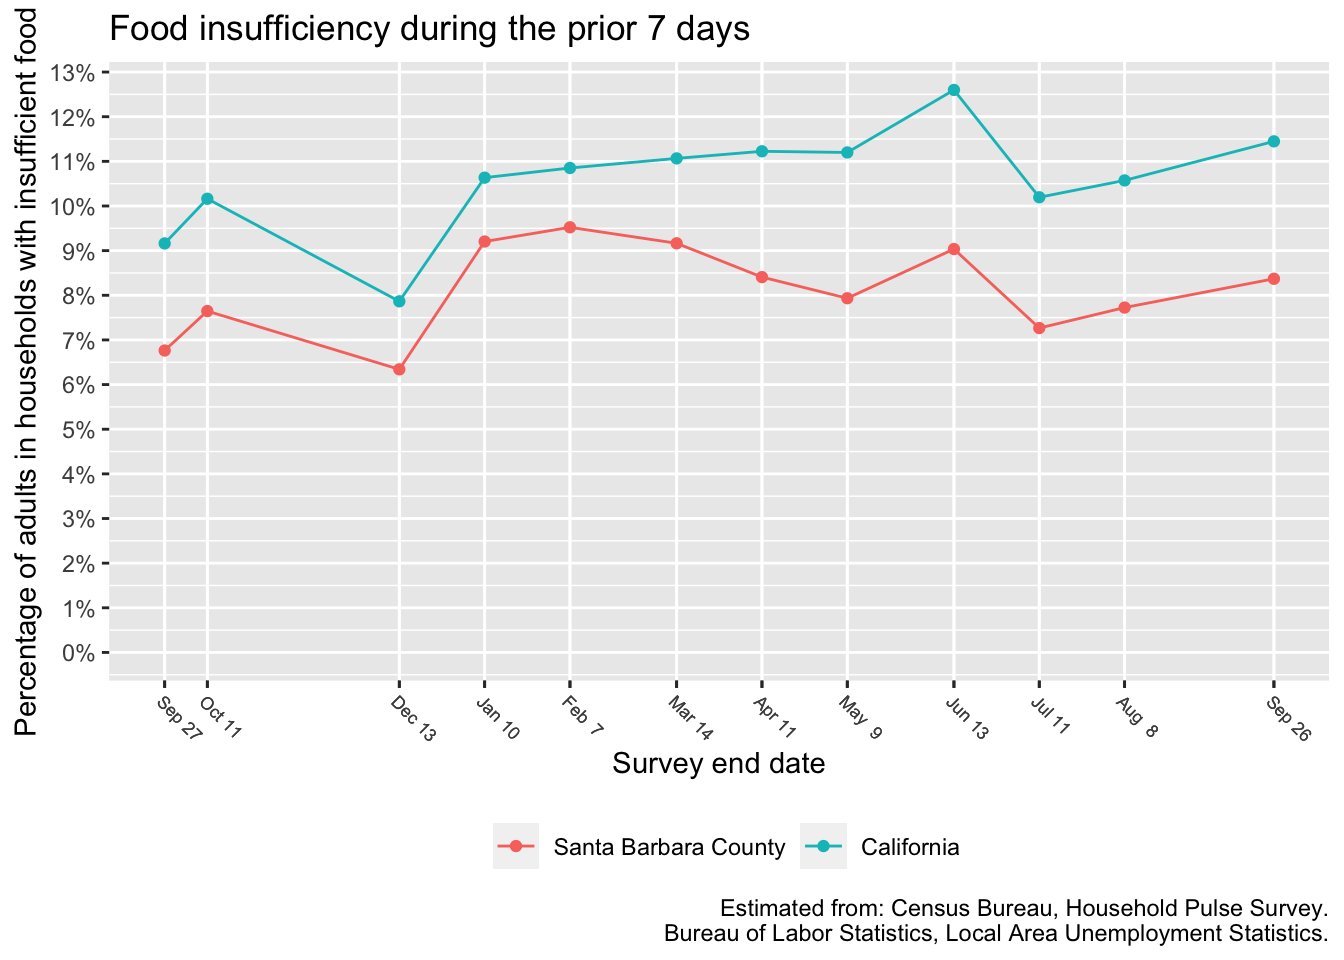 Food insufficiency during the prior 7 days
Percentage of adults in households with insufficient food
13%
12%
11%
10%
9%
8%
7%
6%
5%
4%
3%
2%
1%
0%
Sep 27
Oct 11
Dec 13
Jan 10
Feb 7
Mar 14
Apr 11
May 9
Jun 13
Jul 11
Aug 8
Sep 26
Survey end date
Santa Barbara County
California
Estimated from: Census Bureau, Household Pulse Survey.
Bureau of Labor Statistics, Local Area Unemployment Statistics.